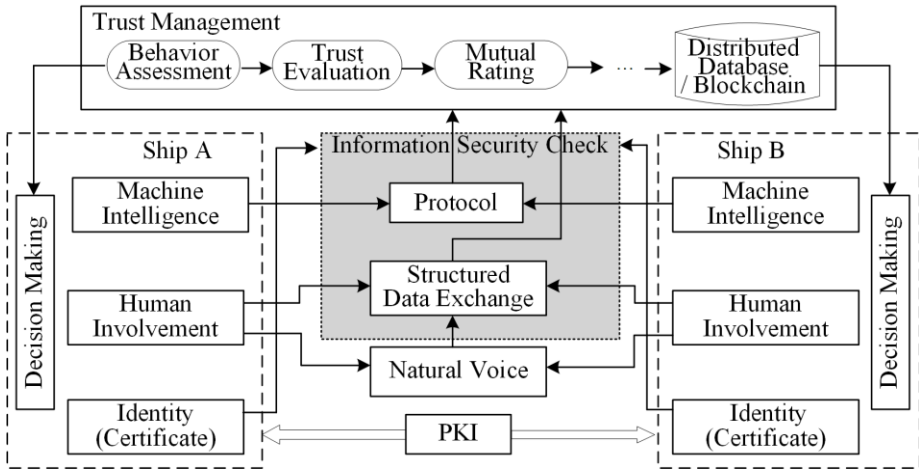 Trust Management
Behavior
Assessment
Trust
Evaluation
Mutual
Rating
...
Distributed
Database
/ Blockchain
Ship A
Information Security Check
Ship B
Decision Making
Machine
Intelligence
Protocol
Machine
Intelligence
Decision Making
Human
Involvement
Structured
Data Exchange
Human
Involvement
Natural Voice
Identity
(Certificate)
PKI
Identity
(Certificate)